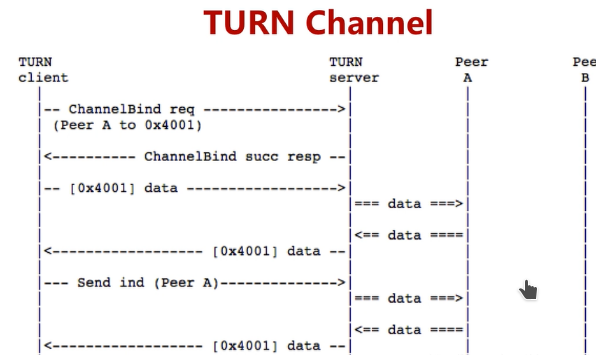 TURN Channel
TURN TURN Peer Pee
client server A B
-- ChannelBind req ---------------->
(Peer A to 0x4001)
<---------- ChannelBind succ resp --
-- [0x4001] data ------------------>
=== data ===>
<== data ====
<------------------ [0x4001] data --
--- Send ind (Peer A)-------------->
=== data ===>
<== data ====
<------------------ [0x4001] data --